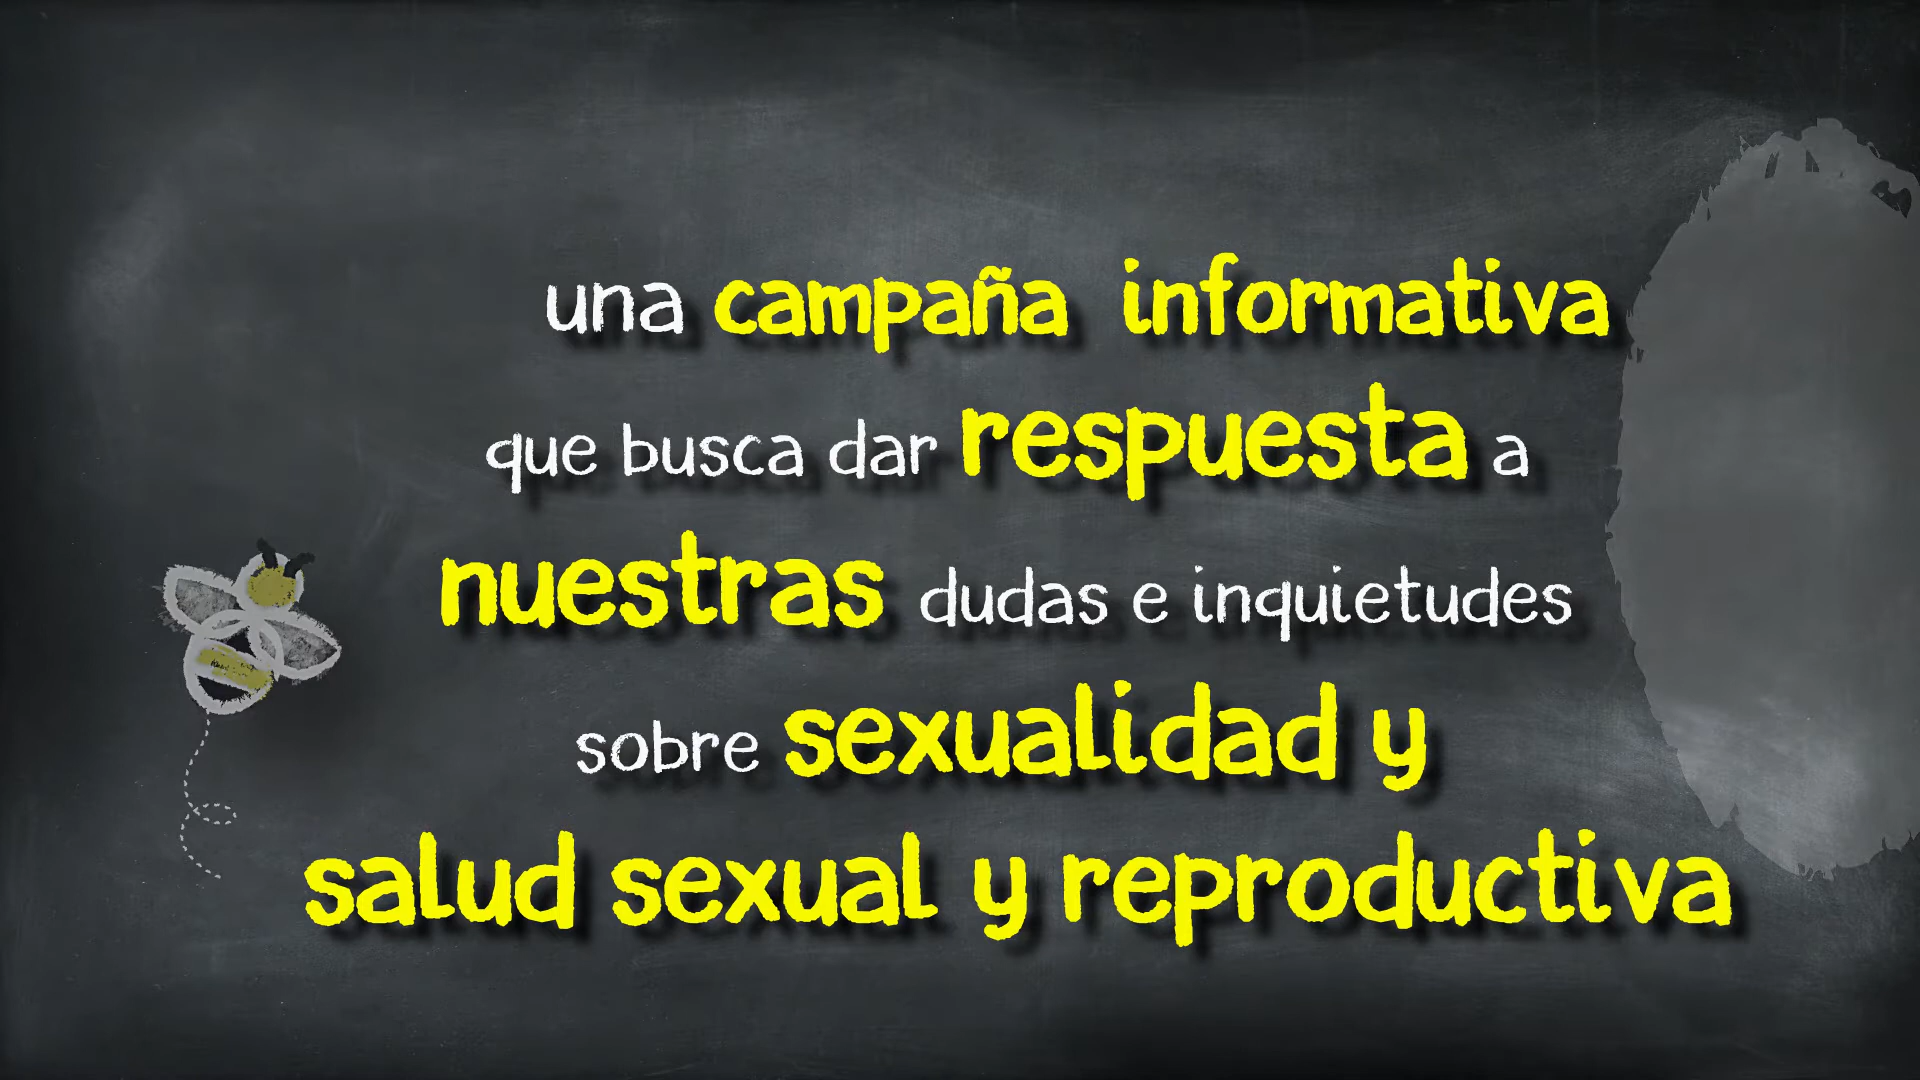 una campaña informativa
que busca dar respuesta a
nuestras dudas e inquietudes
sobre sexualidad y
salud sexual y reproductiva